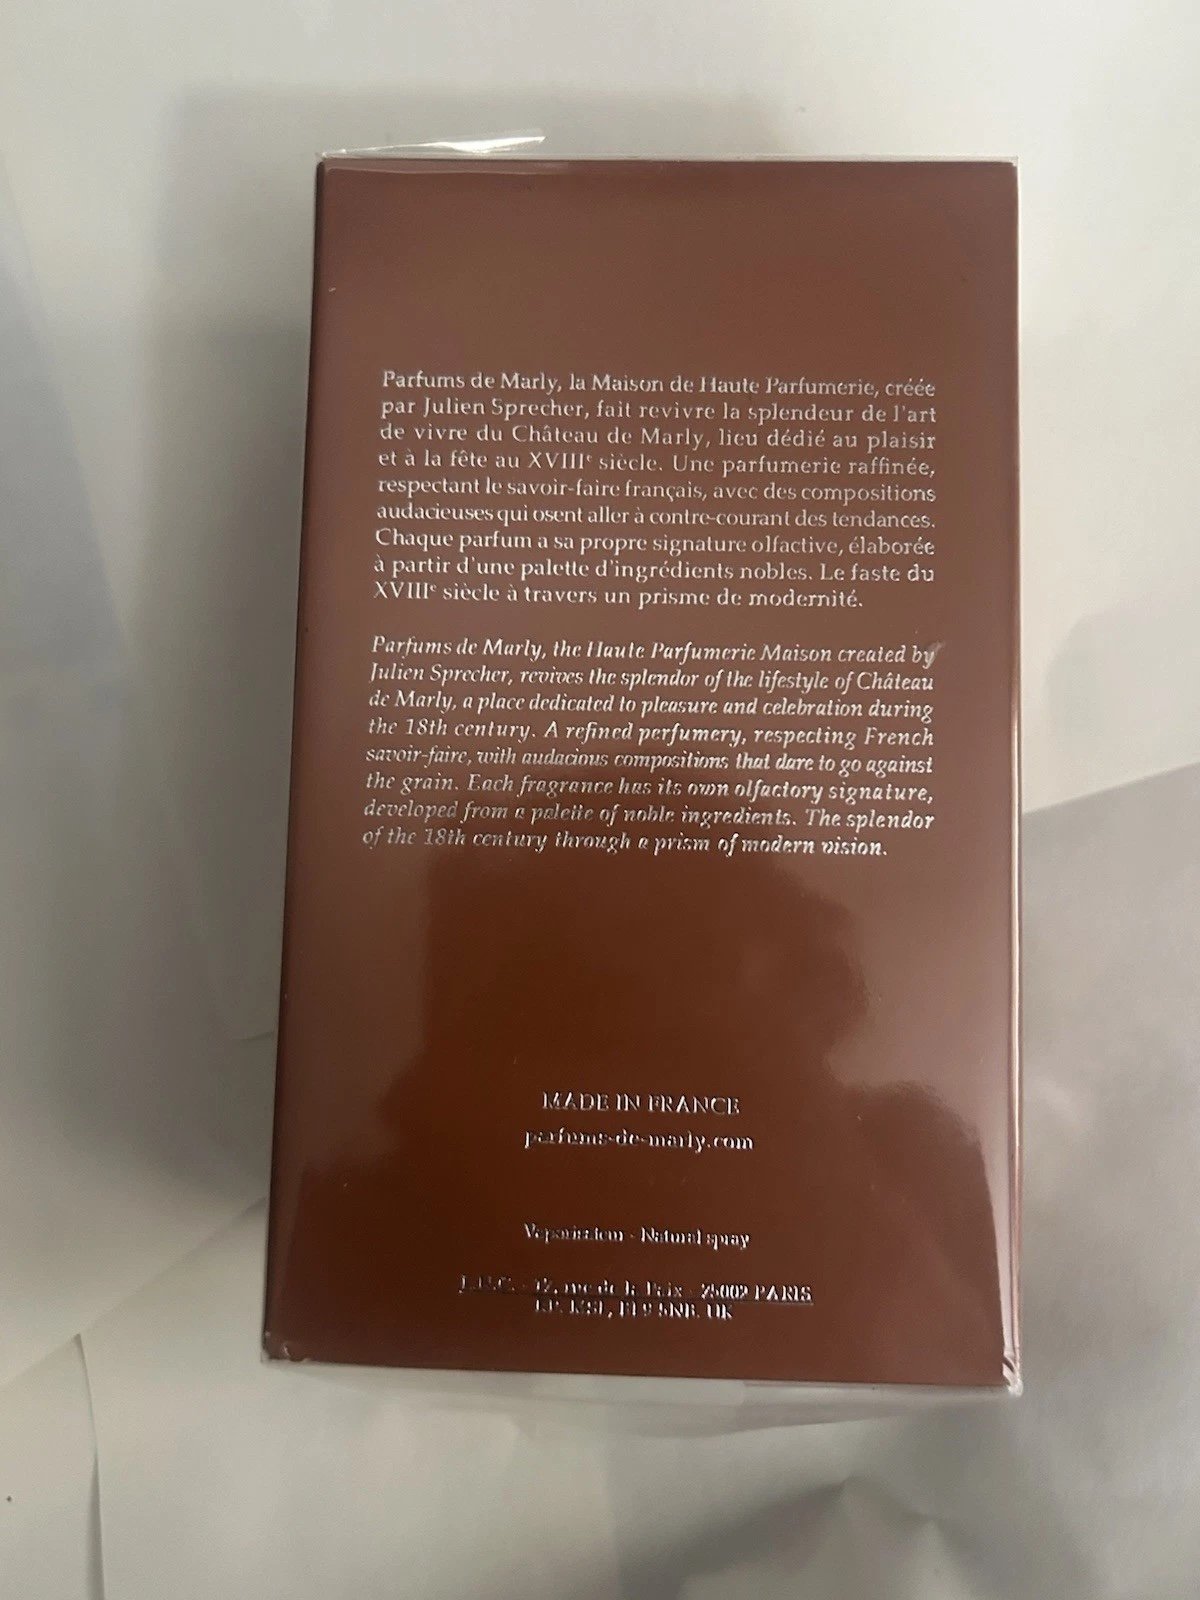 Parfums de Marly, la Maison de Haute Parfumerie, créée
par Julien Sprecher, fait revivre la splendeur de l'art
de vivre du Château de Marly, lieu dédié au plaisir
et à la fête au XVIIIᵉ siècle. Une parfumerie raffinée,
respectant le savoir-faire français, avec des compositions
audacieuses qui osent aller à contre-courant des tendances.
Chaque parfum a sa propre signature olfactive, élaborée
à partir d'une palette d'ingrédients nobles. Le faste du
XVIIIᵉ siècle à travers un prisme de modernité.
Parfums de Marly, the Haute Parfumerie Maison created by
Julien Sprecher, revives the splendor of the lifestyle of Château
de Marly, a place dedicated to pleasure and celebration during
the 18th century. A refined perfumery, respecting French
savoir-faire, with audacious compositions that dare to go against
the grain. Each fragrance has its own olfactory signature,
developed from a palette of noble ingredients. The splendor
of the 18th century through a prism of modern vision.
MADE IN FRANCE
parfums-de-marly.com
Vaporisateur - Natural spray
rue de la Paix - 75002 PARIS
UK